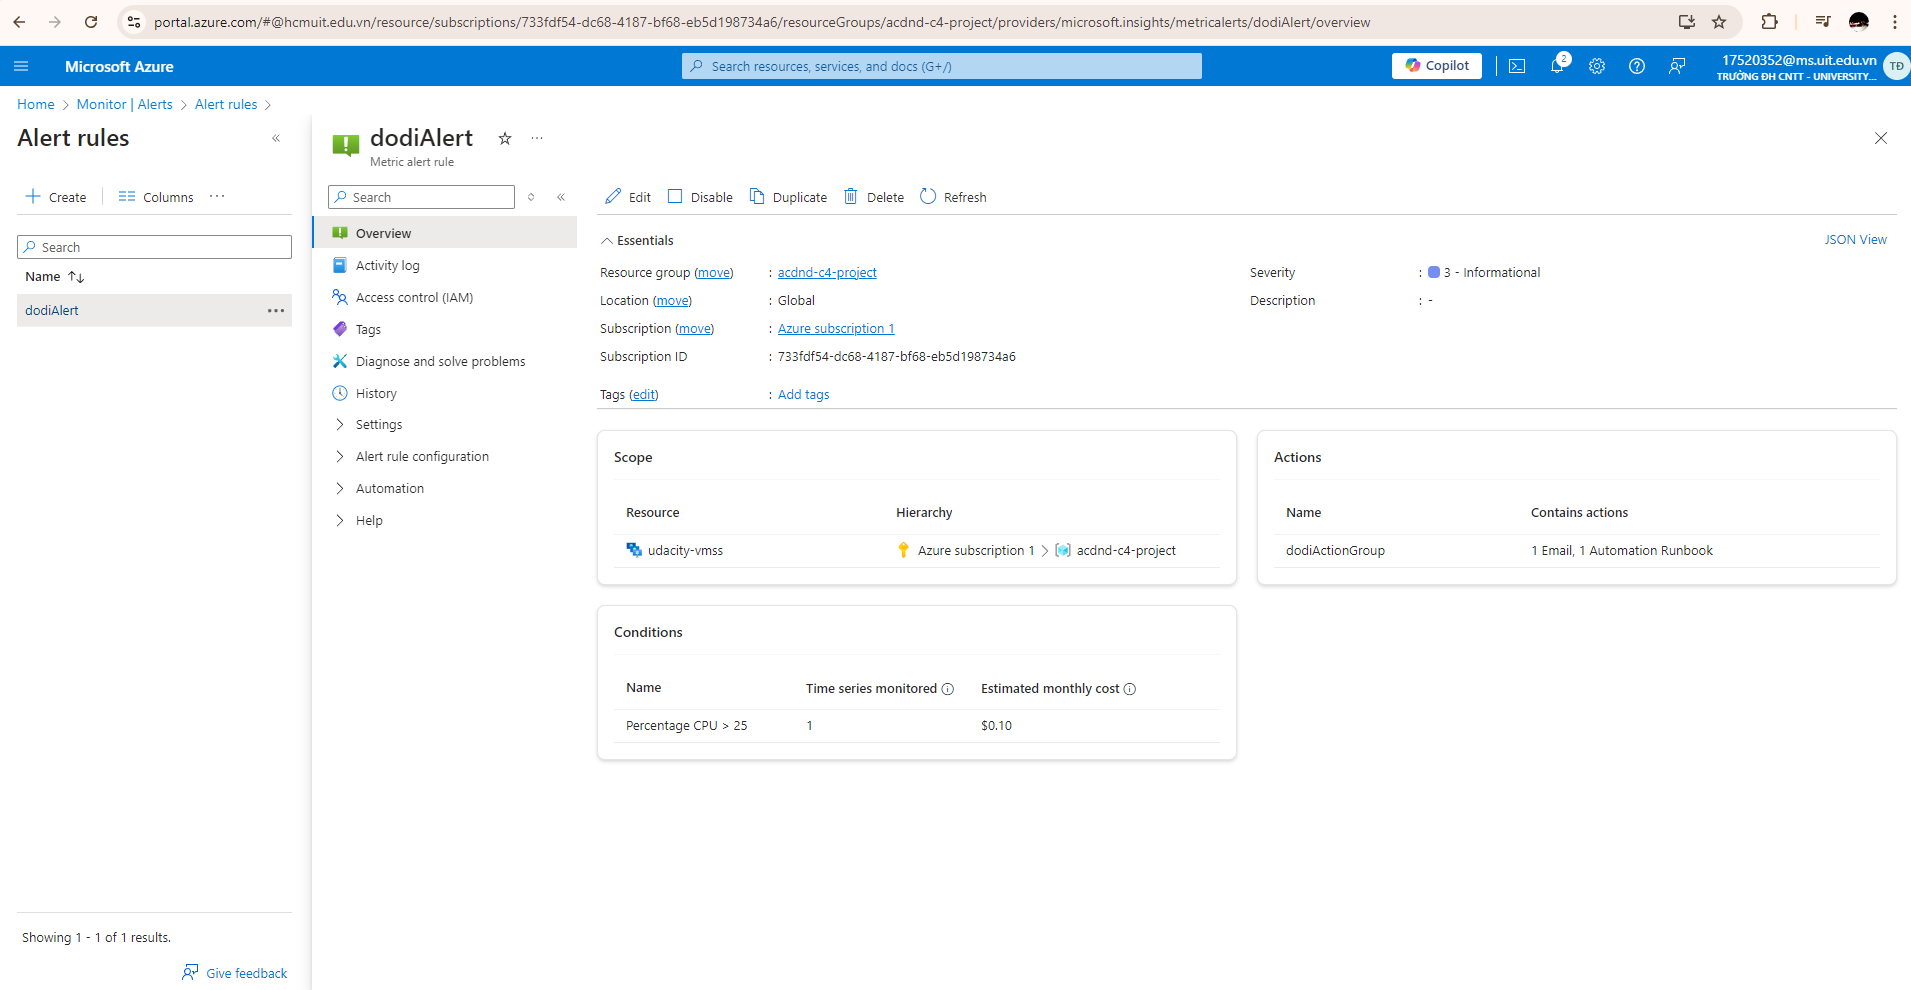 portal.azure.com/#@hcmuit.edu.vn/resource/subscriptions/733fdf54-dc68-4187-bf68-eb5d198734a6/resourceGroups/acdnd-c4-project/providers/microsoft.insights/metricalerts/dodiAlert/overview
Microsoft Azure
Search resources, services, and docs (G+/)
Copilot
2
17520352@ms.uit.edu.vn
TRƯỜNG ĐH CNTT - UNIVERSITY...
TĐ
Home > Monitor | Alerts > Alert rules >
Alert rules
«
Create
Columns
...
Search
Name ↑↓
dodiAlert
...
Showing 1 - 1 of 1 results.
Give feedback
dodiAlert
...
Metric alert rule
Search
«
Overview
Activity log
Access control (IAM)
Tags
Diagnose and solve problems
History
Settings
Alert rule configuration
Automation
Help
Edit
Disable
Duplicate
Delete
Refresh
Essentials
JSON View
Resource group (move) : acdnd-c4-project
Location (move) : Global
Subscription (move) : Azure subscription 1
Subscription ID : 733fdf54-dc68-4187-bf68-eb5d198734a6
Tags (edit) : Add tags
Severity : 3 - Informational
Description : -
Scope
Resource Hierarchy
udacity-vmss Azure subscription 1 > acdnd-c4-project
Actions
Name Contains actions
dodiActionGroup 1 Email, 1 Automation Runbook
Conditions
Name Time series monitored Estimated monthly cost
Percentage CPU > 25 1 $0.10